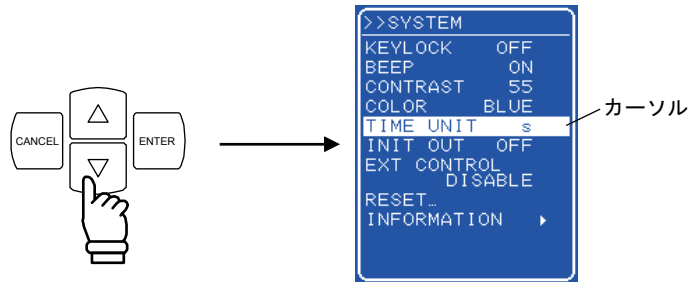 CANCEL
ENTER
>>SYSTEM
KEYLOCK OFF
BEEP ON
CONTRAST 55
COLOR BLUE
TIME UNIT s
INIT OUT OFF
EXT CONTROL
DISABLE
RESET…
INFORMATION
カーソル